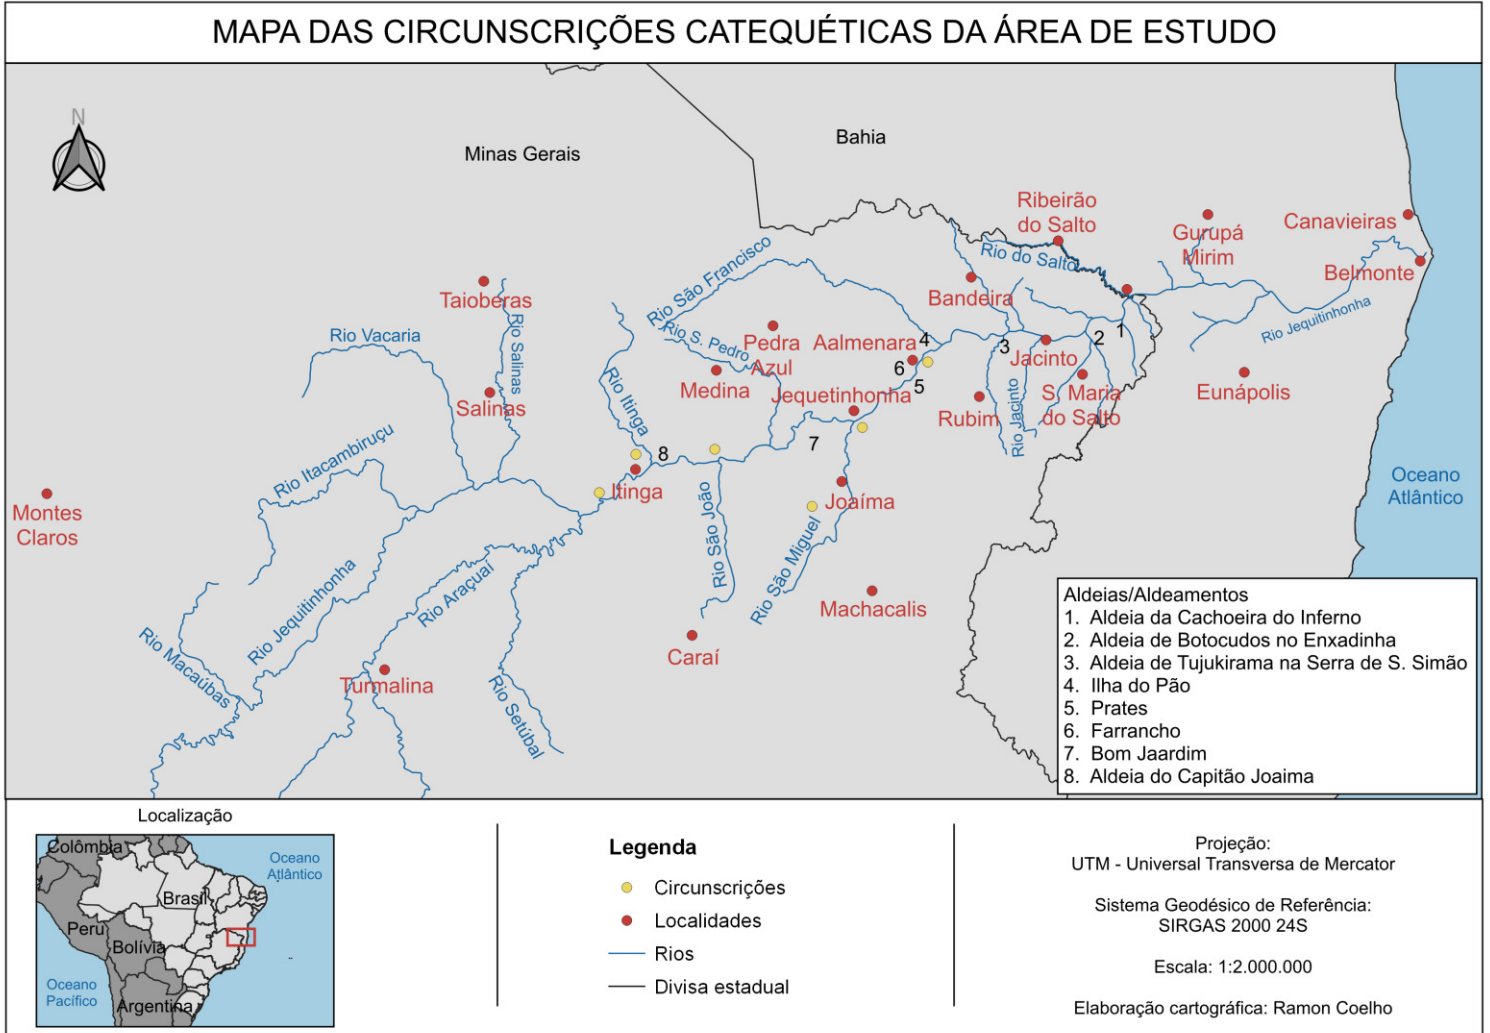 MAPA DAS CIRCUNSCRIÇÕES CATEQUÉTICAS DA ÁREA DE ESTUDO
N
Minas Gerais
Bahia
Ribeirão
do Salto
Gurupá
Mirim
Canavieiras
Belmonte
Rio do Salto
Rio São Francisco
Taioberas
Bandeira
Rio Jequitinhonha
Rio Vacaria
Rio Salinas
Rio S. Pedro
Pedra
Azul
Aalmenara
4
3
Jacinto
2
1
Medina
6
5
Salinas
Rio Itinga
Jequetinhonha
Rubim
Rio Jacinto
S. Maria
do Salto
Eunápolis
Rio Itacambiruçu
8
7
Itinga
Joaíma
Oceano
Atlântico
Montes
Claros
Rio São João
Rio São Miguel
Rio Araçuaí
Rio Jequitinhonha
Machacalis
Rio Macaúbas
Caraí
Turmalina
Rio Setúbal
Aldeias/Aldeamentos
1. Aldeia da Cachoeira do Inferno
2. Aldeia de Botocudos no Enxadinha
3. Aldeia de Tujukirama na Serra de S. Simão
4. Ilha do Pão
5. Prates
6. Farrancho
7. Bom Jaardim
8. Aldeia do Capitão Joaima
Localização
Colômbia
Oceano
Atlântico
Brasil
Peru
Bolívia
Oceano
Pacífico
Argentina
Legenda
Circunscrições
Localidades
Rios
Divisa estadual
Projeção:
UTM - Universal Transversa de Mercator
Sistema Geodésico de Referência:
SIRGAS 2000 24S
Escala: 1:2.000.000
Elaboração cartográfica: Ramon Coelho